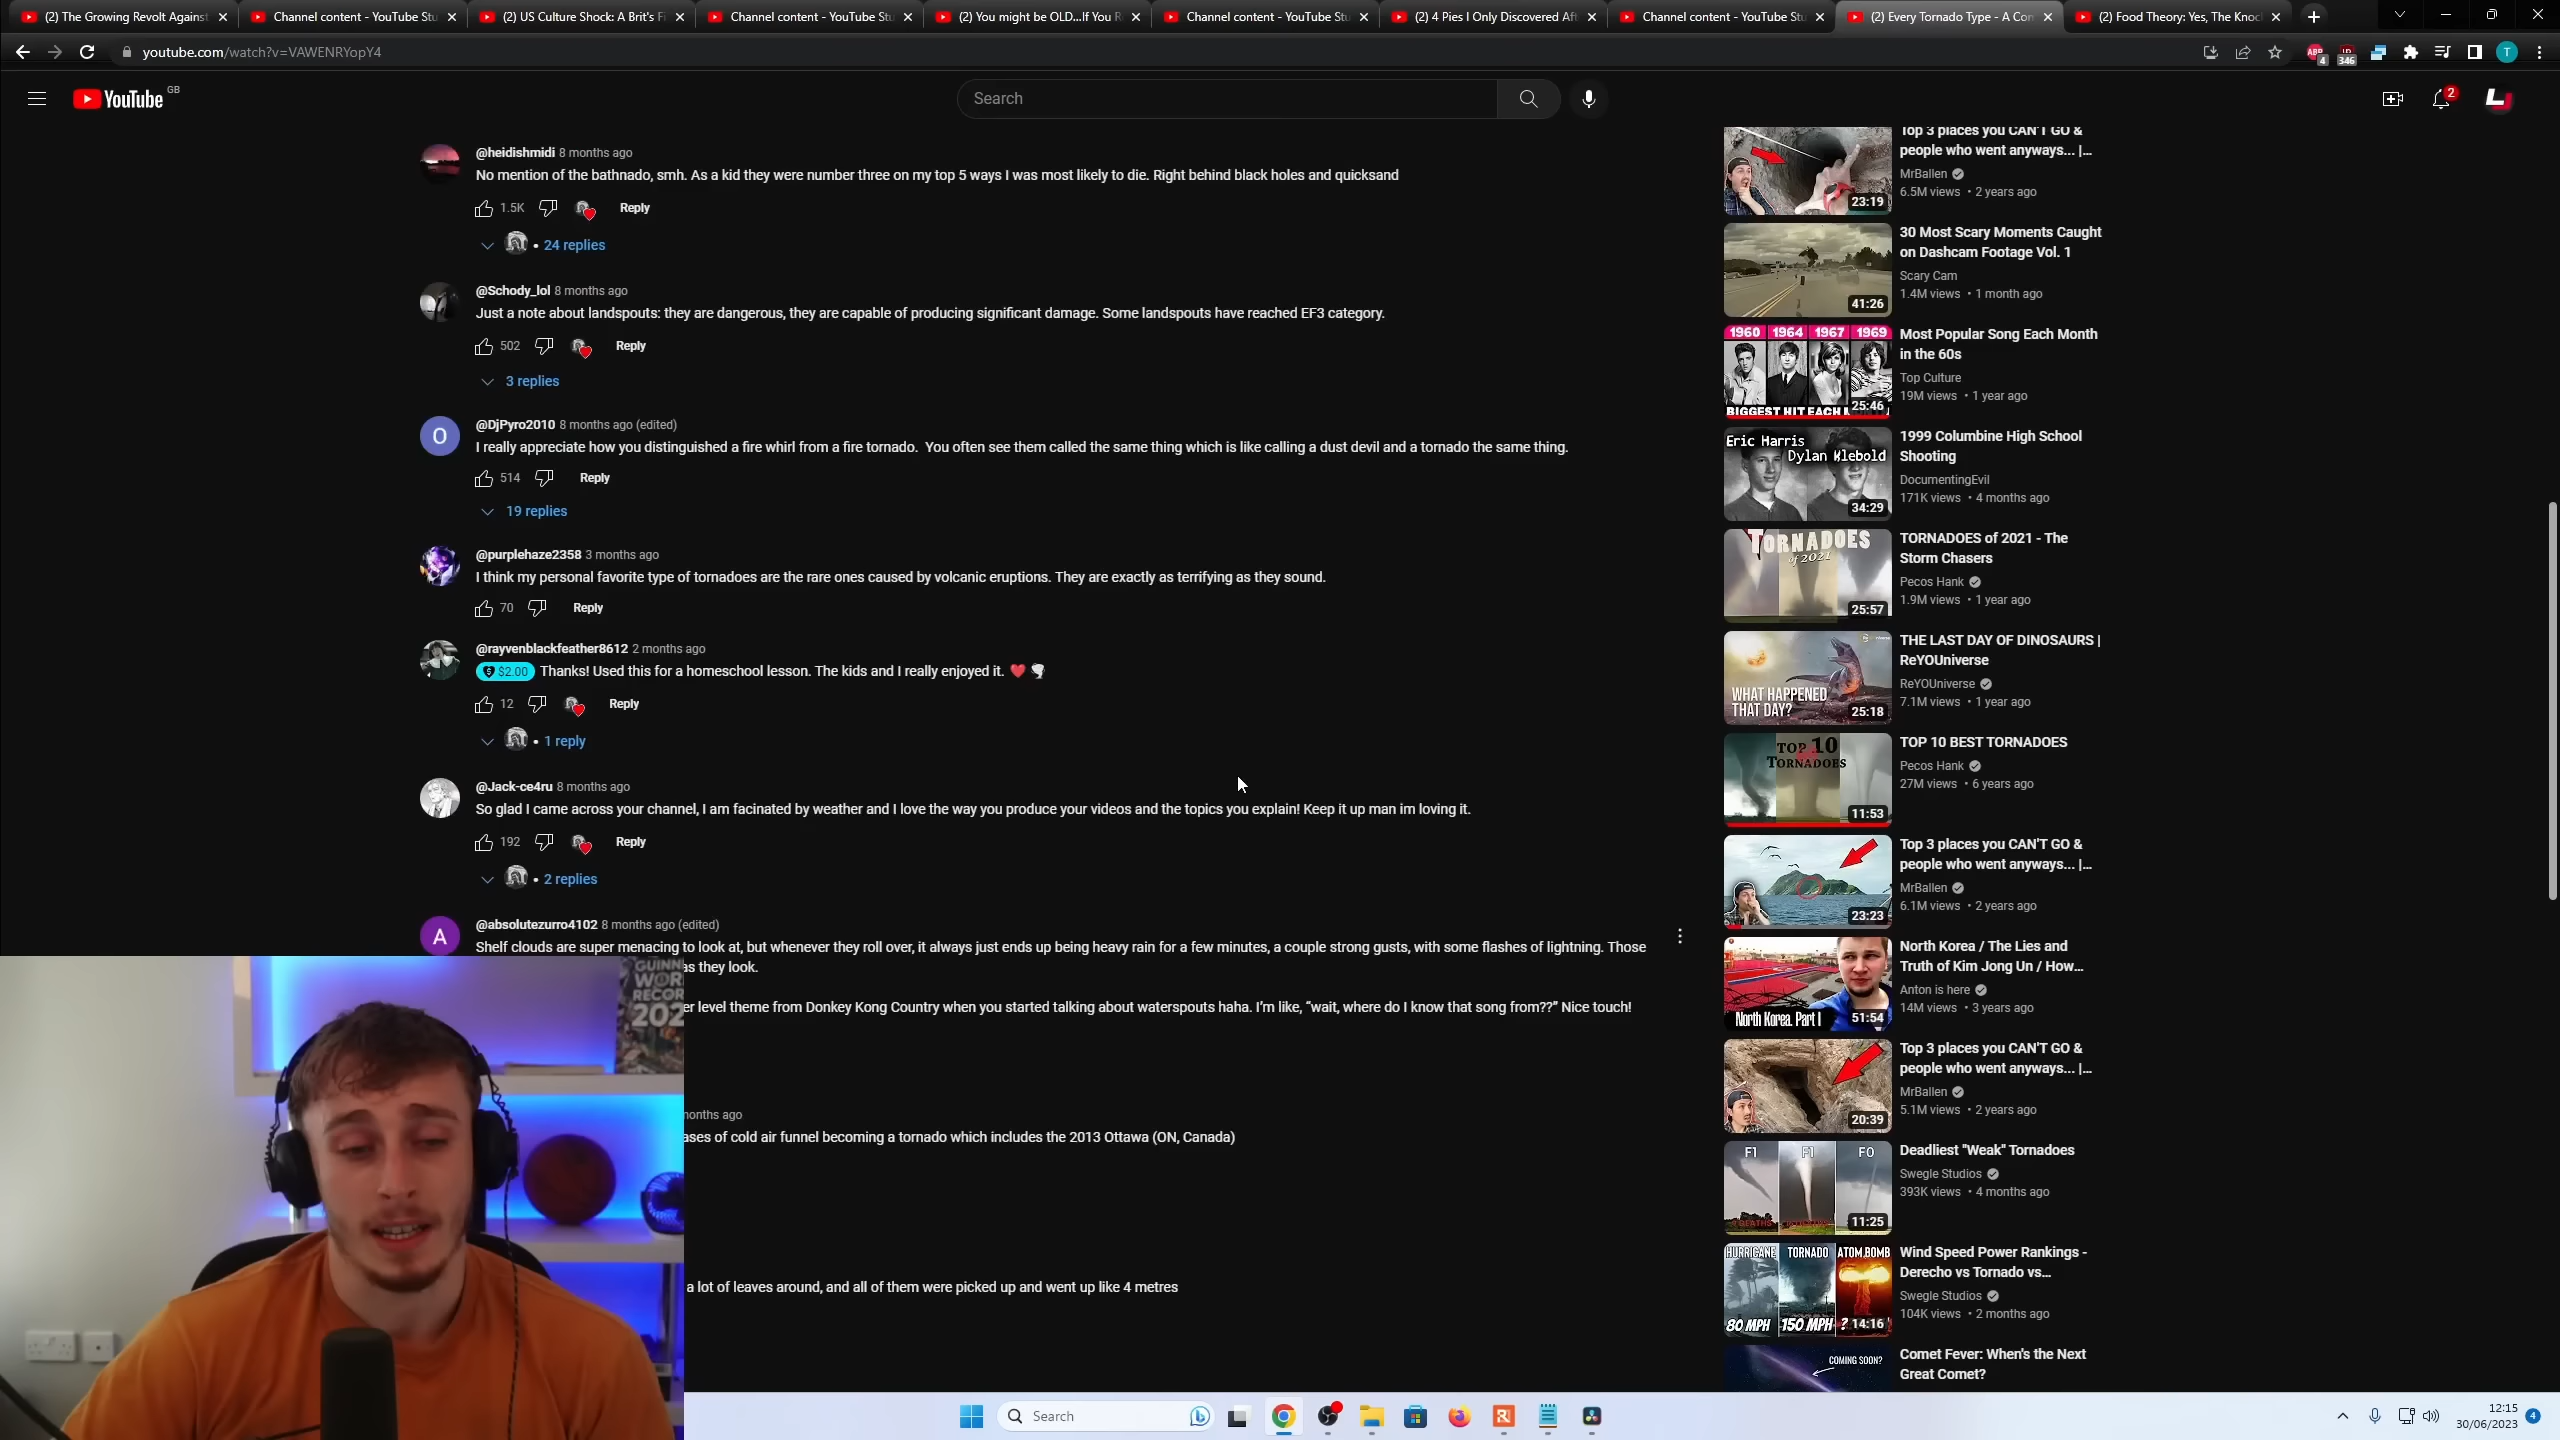 (2) The Growing Revolt Against
Channel content - YouTube Stu
(2) US Culture Shock: A Brit's Fi
Channel content - YouTube Stu
(2) You might be OLD...If You R
Channel content - YouTube Stu
(2) 4 Pies I Only Discovered Aft
Channel content - YouTube Stu
(2) Every Tornado Type - A Con
(2) Food Theory: Yes, The Knoc
youtube.com/watch?v=VAWENRYopY4
ABP
4
346
T
YouTube
GB
Search
2
@heidishmidi 8 months ago
No mention of the bathnado, smh. As a kid they were number three on my top 5 ways I was most likely to die. Right behind black holes and quicksand
1.5K
Reply
• 24 replies
@Schody_lol 8 months ago
Just a note about landspouts: they are dangerous, they are capable of producing significant damage. Some landspouts have reached EF3 category.
502
Reply
3 replies
O
@DjPyro2010 8 months ago (edited)
I really appreciate how you distinguished a fire whirl from a fire tornado. You often see them called the same thing which is like calling a dust devil and a tornado the same thing.
514
Reply
19 replies
@purplehaze2358 3 months ago
I think my personal favorite type of tornadoes are the rare ones caused by volcanic eruptions. They are exactly as terrifying as they sound.
70
Reply
@rayvenblackfeather8612 2 months ago
$2.00 Thanks! Used this for a homeschool lesson. The kids and I really enjoyed it. ❤️ 🌪️
12
Reply
• 1 reply
@Jack-ce4ru 8 months ago
So glad I came across your channel, I am facinated by weather and I love the way you produce your videos and the topics you explain! Keep it up man im loving it.
192
Reply
• 2 replies
A
@absolutezurro4102 8 months ago (edited)
Shelf clouds are super menacing to look at, but whenever they roll over, it always just ends up being heavy rain for a few minutes, a couple strong gusts, with some flashes of lightning. Those
as they look.
er level theme from Donkey Kong Country when you started talking about waterspouts haha. I'm like, "wait, where do I know that song from??" Nice touch!
months ago
ases of cold air funnel becoming a tornado which includes the 2013 Ottawa (ON, Canada)
a lot of leaves around, and all of them were picked up and went up like 4 metres
GUINN
WOR
RECOR
202
Top 3 places you CAN'T GO &
people who went anyways... |...
MrBallen
6.5M views • 2 years ago
23:19
30 Most Scary Moments Caught
on Dashcam Footage Vol. 1
Scary Cam
1.4M views • 1 month ago
41:26
1960 1964 1967 1969
BIGGEST HIT EACH M
25:46
Most Popular Song Each Month
in the 60s
Top Culture
19M views • 1 year ago
Eric Harris
Dylan Klebold
34:29
1999 Columbine High School
Shooting
DocumentingEvil
171K views • 4 months ago
TORNADOES
of 2021
25:57
TORNADOES of 2021 - The
Storm Chasers
Pecos Hank
1.9M views • 1 year ago
WHAT HAPPENED
THAT DAY?
25:18
THE LAST DAY OF DINOSAURS |
ReYOUniverse
ReYOUniverse
7.1M views • 1 year ago
TOP 10
TORNADOES
11:53
TOP 10 BEST TORNADOES
Pecos Hank
27M views • 6 years ago
23:23
Top 3 places you CAN'T GO &
people who went anyways... |...
MrBallen
6.1M views • 2 years ago
North Korea. Part I
51:54
North Korea / The Lies and
Truth of Kim Jong Un / How...
Anton is here
14M views • 3 years ago
20:39
Top 3 places you CAN'T GO &
people who went anyways... |...
MrBallen
5.1M views • 2 years ago
F1 F1 F0
11:25
Deadliest "Weak" Tornadoes
Swegle Studios
393K views • 4 months ago
HURRICANE TORNADO ATOM BOMB
80 MPH 150 MPH ?
14:16
Wind Speed Power Rankings -
Derecho vs Tornado vs...
Swegle Studios
104K views • 2 months ago
COMING SOON?
Comet Fever: When's the Next
Great Comet?
Search
12:15
30/06/2023
4